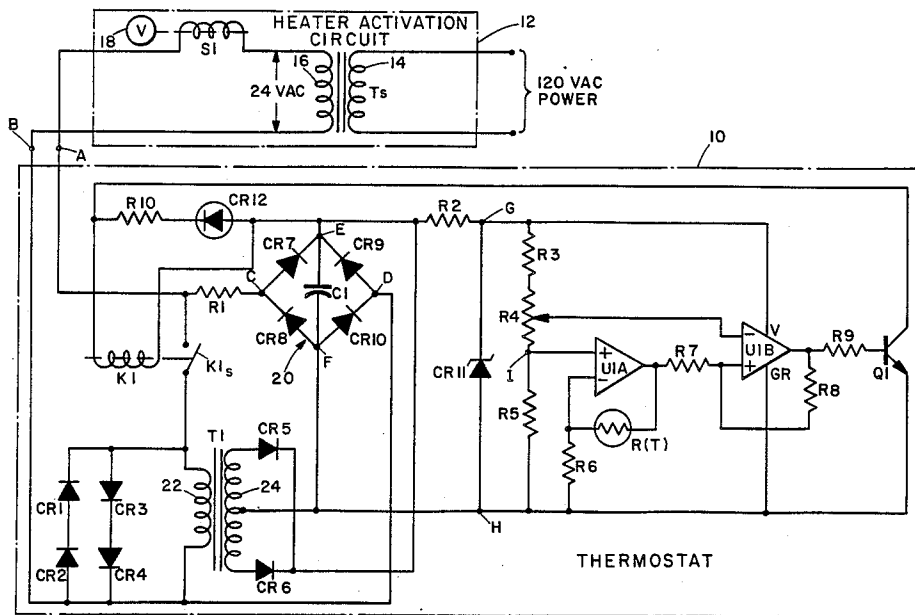 HEATER ACTIVATION
CIRCUIT
12
18
V
S1
16
14
24 VAC
Ts
120 VAC
POWER
B
A
10
R10
CR12
E
R2
G
CR7
CR9
R3
C
D
C1
R1
R4
V
CR8
CR10
20
F
K1
K1s
CR11
I
U1A
R7
U1B
GR
R9
Q1
R8
R5
R(T)
R6
T1
CR5
22
24
CR1
CR3
H
CR2
CR4
CR6
THERMOSTAT